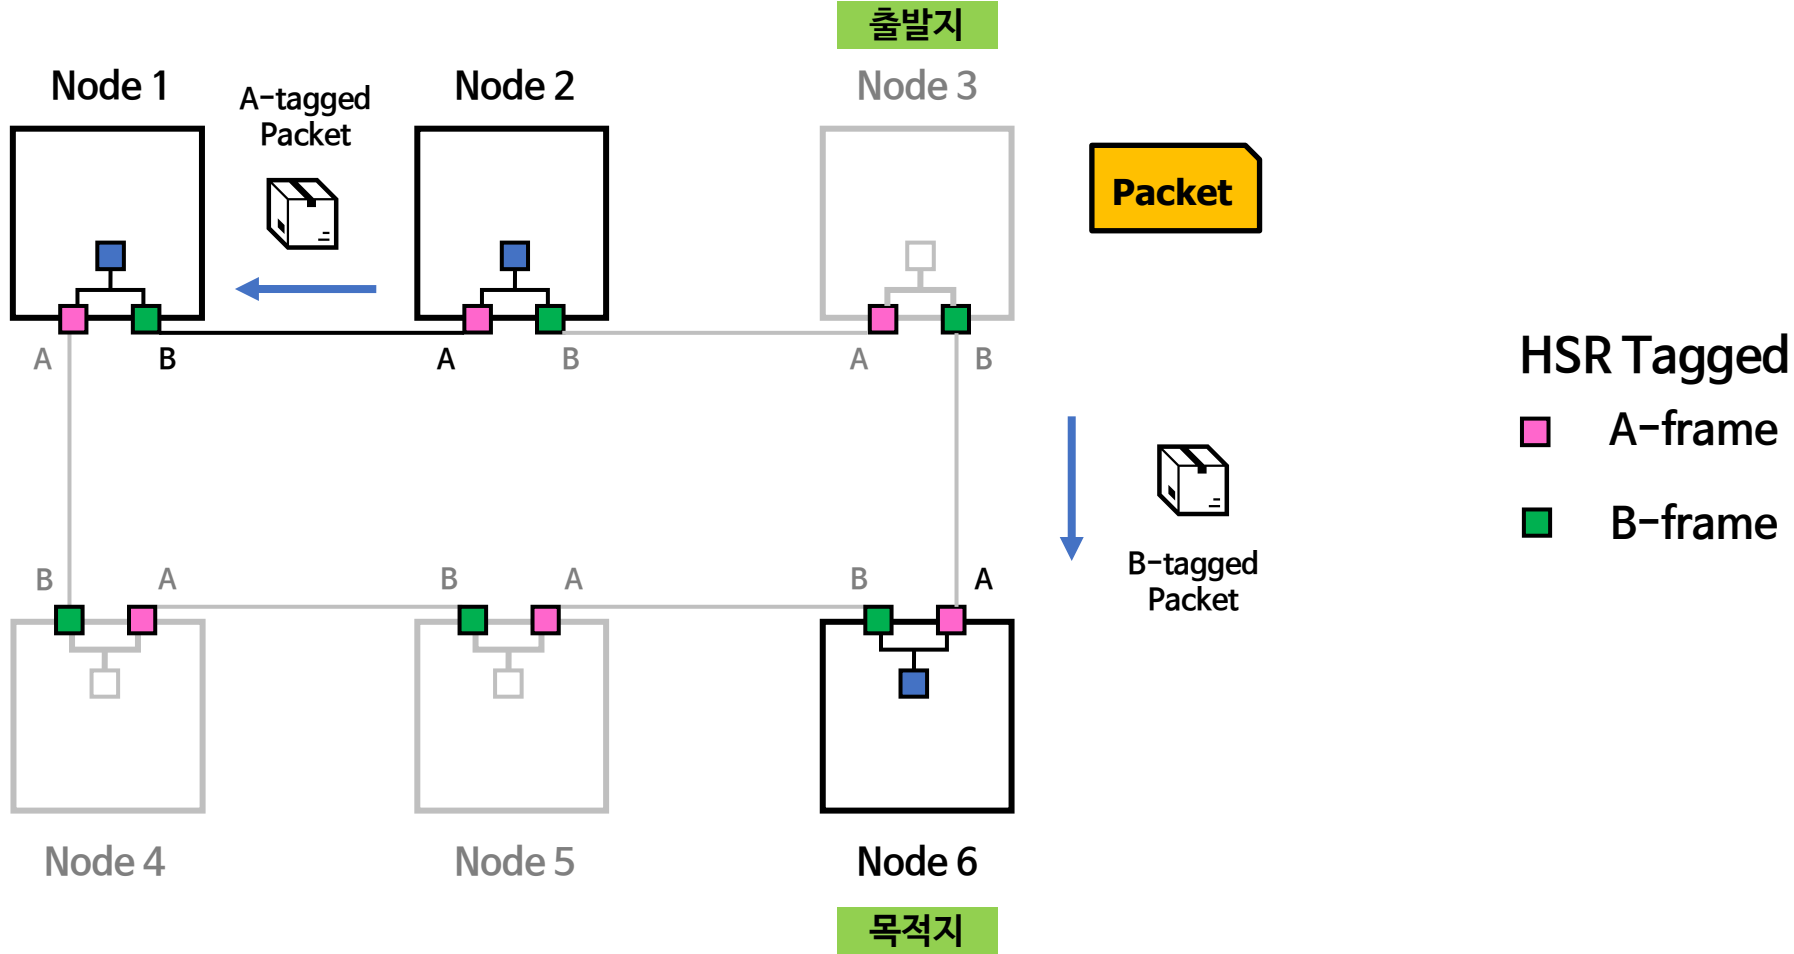 출발지
Node 1
Node 2
Node 3
A-tagged
Packet
Packet
A
B
A
B
A
B
HSR Tagged
A-frame
B-frame
B-tagged
Packet
B
A
B
A
B
A
Node 4
Node 5
Node 6
목적지